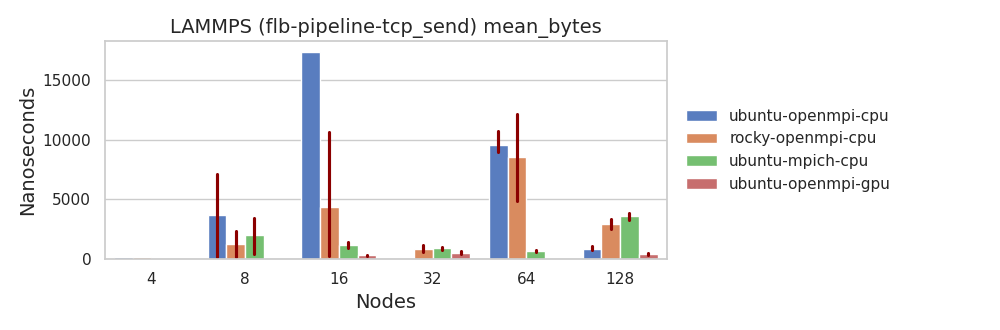 LAMMPS (flb-pipeline-tcp_send) mean_bytes
Nanoseconds
15000
10000
5000
0
4 8 16 32 64 128
Nodes
ubuntu-openmpi-cpu
rocky-openmpi-cpu
ubuntu-mpich-cpu
ubuntu-openmpi-gpu